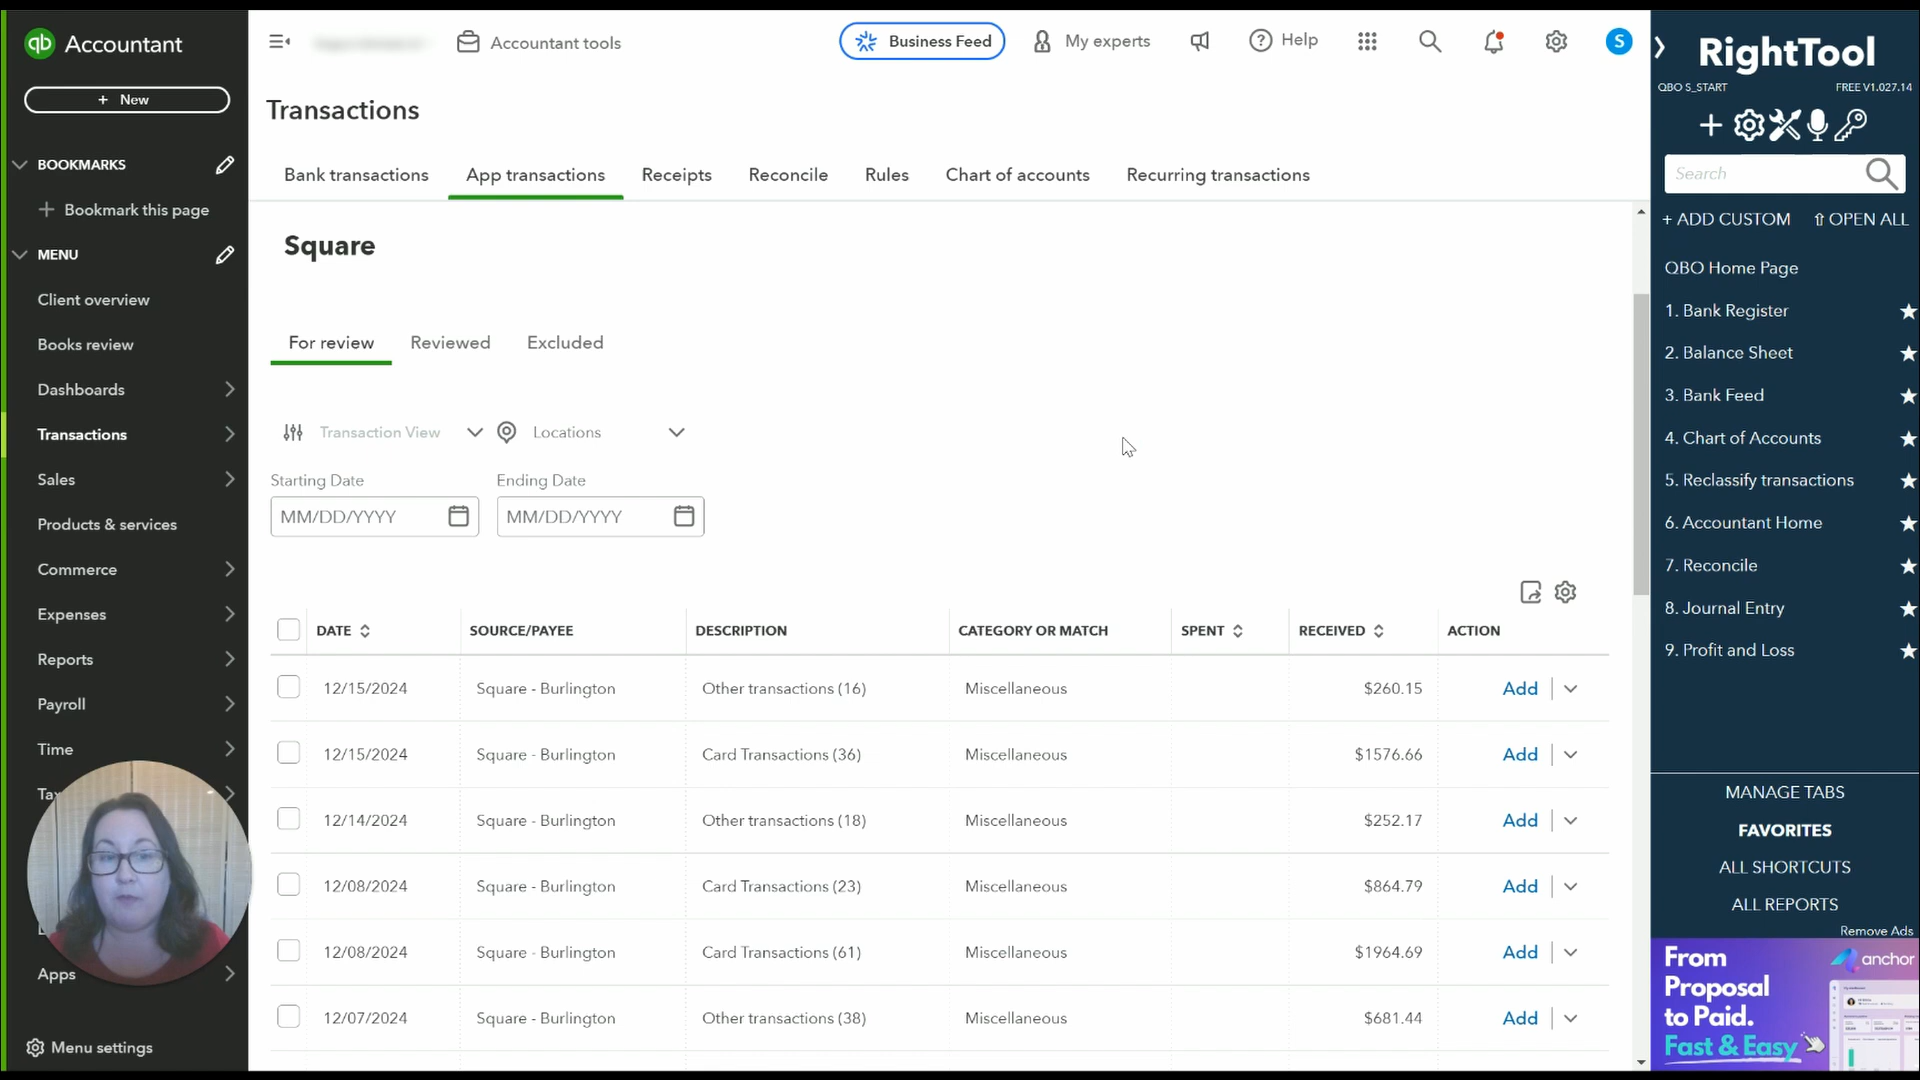 qb Accountant
+ New
BOOKMARKS
+ Bookmark this page
MENU
Client overview
Books review
Dashboards
Transactions
Sales
Products & services
Commerce
Expenses
Reports
Payroll
Time
Apps
Menu settings
Accountant tools
Business Feed
My experts
Help
S
Transactions
Bank transactions
App transactions
Receipts
Reconcile
Rules
Chart of accounts
Recurring transactions
Square
For review
Reviewed
Excluded
Transaction View
Locations
Starting Date
Ending Date
MM/DD/YYYY
MM/DD/YYYY
DATE SOURCE/PAYEE DESCRIPTION CATEGORY OR MATCH SPENT RECEIVED ACTION
12/15/2024 Square - Burlington Other transactions (16) Miscellaneous $260.15 Add
12/15/2024 Square - Burlington Card Transactions (36) Miscellaneous $1576.66 Add
12/14/2024 Square - Burlington Other transactions (18) Miscellaneous $252.17 Add
12/08/2024 Square - Burlington Card Transactions (23) Miscellaneous $864.79 Add
12/08/2024 Square - Burlington Card Transactions (61) Miscellaneous $1964.69 Add
12/07/2024 Square - Burlington Other transactions (38) Miscellaneous $681.44 Add
RightTool
QBO S_START FREE V1.027.14
Search
+ ADD CUSTOM ⇧ OPEN ALL
QBO Home Page
1. Bank Register
2. Balance Sheet
3. Bank Feed
4. Chart of Accounts
5. Reclassify transactions
6. Accountant Home
7. Reconcile
8. Journal Entry
9. Profit and Loss
MANAGE TABS
FAVORITES
ALL SHORTCUTS
ALL REPORTS
Remove Ads
From
Proposal
to Paid.
Fast & Easy
anchor